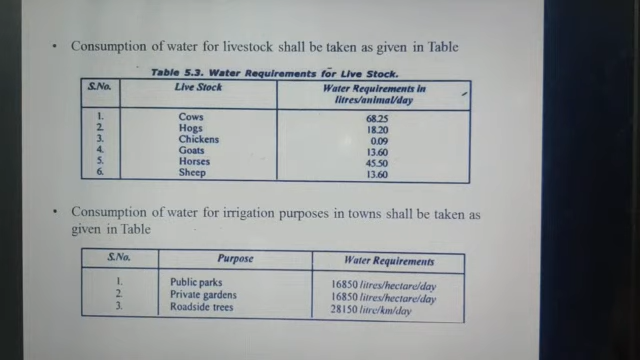 • Consumption of water for livestock shall be taken as given in Table
Table 5.3. Water Requirements for Live Stock.
S.No. Live Stock Water Requirements in
litres/animal/day
1. Cows 68.25
2. Hogs 18.20
3. Chickens 0.09
4. Goats 13.60
5. Horses 45.50
6. Sheep 13.60
• Consumption of water for irrigation purposes in towns shall be taken as
given in Table
S.No. Purpose Water Requirements
1. Public parks 16850 litres/hectare/day
2. Private gardens 16850 litres/hectare/day
3. Roadside trees 28150 litre/km/day